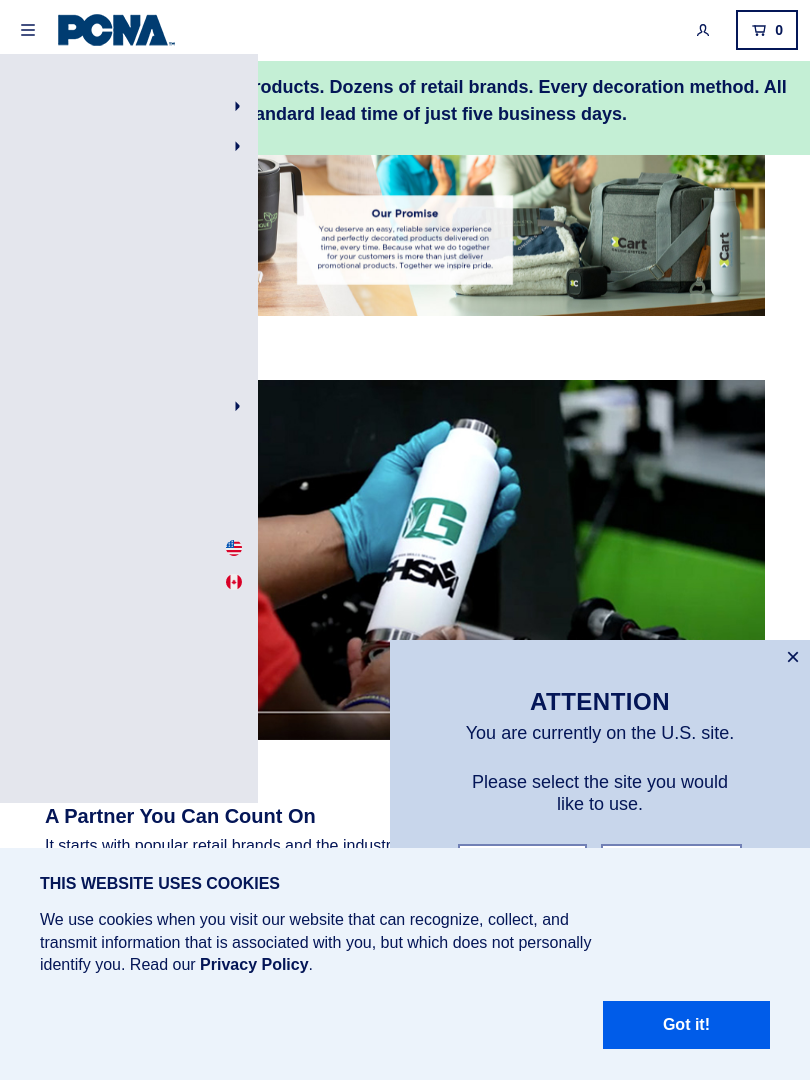 PCNA
0
roducts. Dozens of retail brands. Every decoration method. All
andard lead time of just five business days.
Our Promise
You deserve an easy, reliable service experience
and perfectly decorated products delivered on
time, every time. Because what we do together
for your customers is more than just deliver
promotional products. Together we inspire pride.
Cart
Cart
G
ATTENTION
You are currently on the U.S. site.
Please select the site you would
like to use.
A Partner You Can Count On
It starts with popular retail brands and the industr
THIS WEBSITE USES COOKIES
We use cookies when you visit our website that can recognize, collect, and
transmit information that is associated with you, but which does not personally
identify you. Read our Privacy Policy.
Got it!